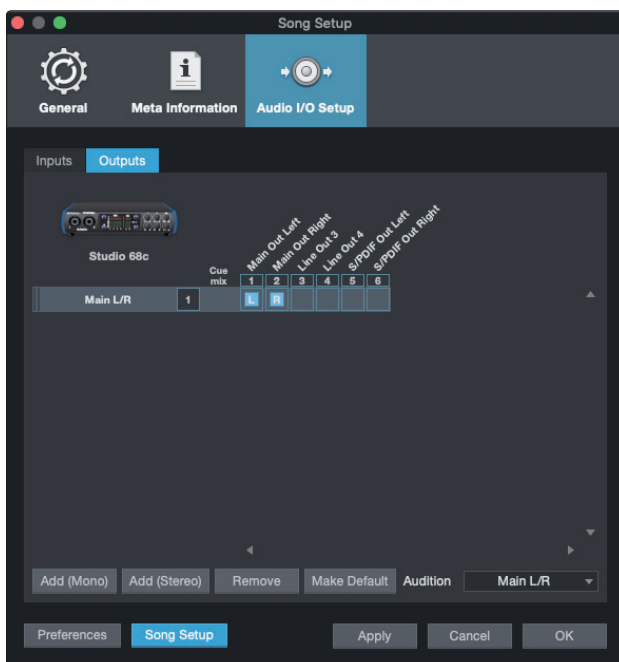 Song Setup
General
Meta Information
Audio I/O Setup
Inputs
Outputs
Studio 68c
Cue
mix
Main Out Left
Main Out Right
Line Out 3
Line Out 4
S/PDIF Out Left
S/PDIF Out Right
1 2 3 4 5 6
Main L/R 1 L R
Add (Mono) Add (Stereo) Remove Make Default Audition Main L/R
Preferences Song Setup Apply Cancel OK